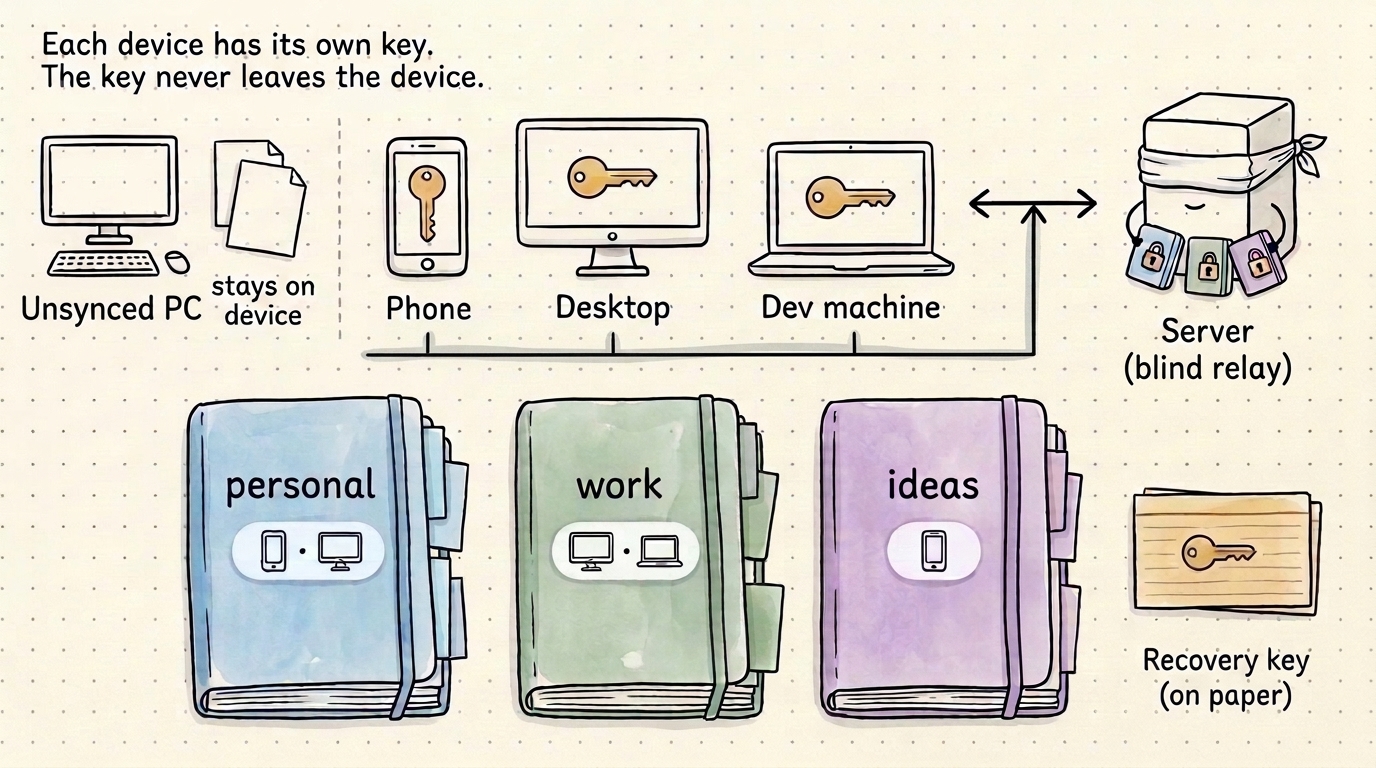 Each device has its own key.
The key never leaves the device.
Unsynced PC
stays on
device
Phone
Desktop
Dev machine
Server
(blind relay)
personal
work
ideas
Recovery key
(on paper)